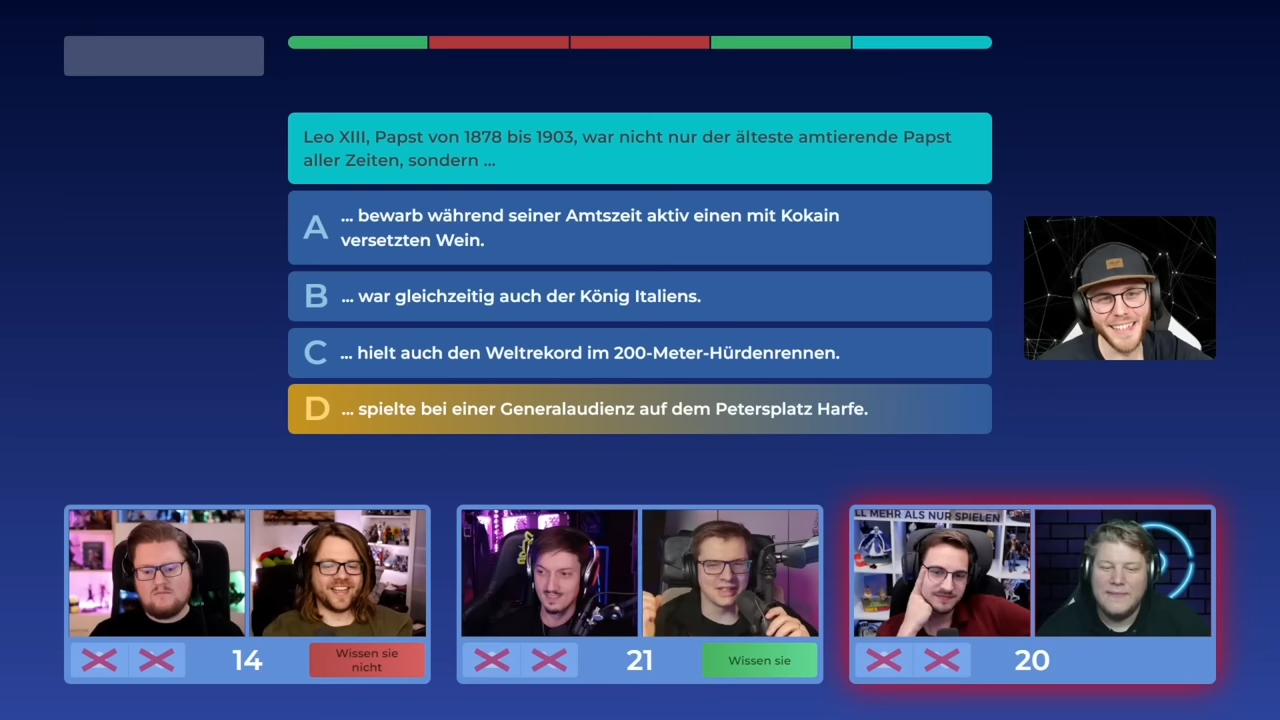 Leo XIII, Papst von 1878 bis 1903, war nicht nur der älteste amtierende Papst
aller Zeiten, sondern ...
A
... bewarb während seiner Amtszeit aktiv einen mit Kokain
versetzten Wein.
B ... war gleichzeitig auch der König Italiens.
C ... hielt auch den Weltrekord im 200-Meter-Hürdenrennen.
D ... spielte bei einer Generalaudienz auf dem Petersplatz Harfe.
LL MEHR ALS NUR SPIELEN
14
Wissen sie
nicht
21
Wissen sie
20